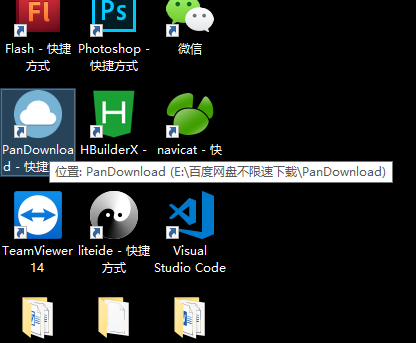 Fl
Ps
Flash - 快捷
方式
Photoshop -
快捷方式
微信
H
PanDownloa
d - 快捷
HBuilderX -
navicat - 快
位置: PanDownload (E:\百度网盘不限速下载\PanDownload)
TeamViewer
14
liteide - 快捷
方式
Visual
Studio Code